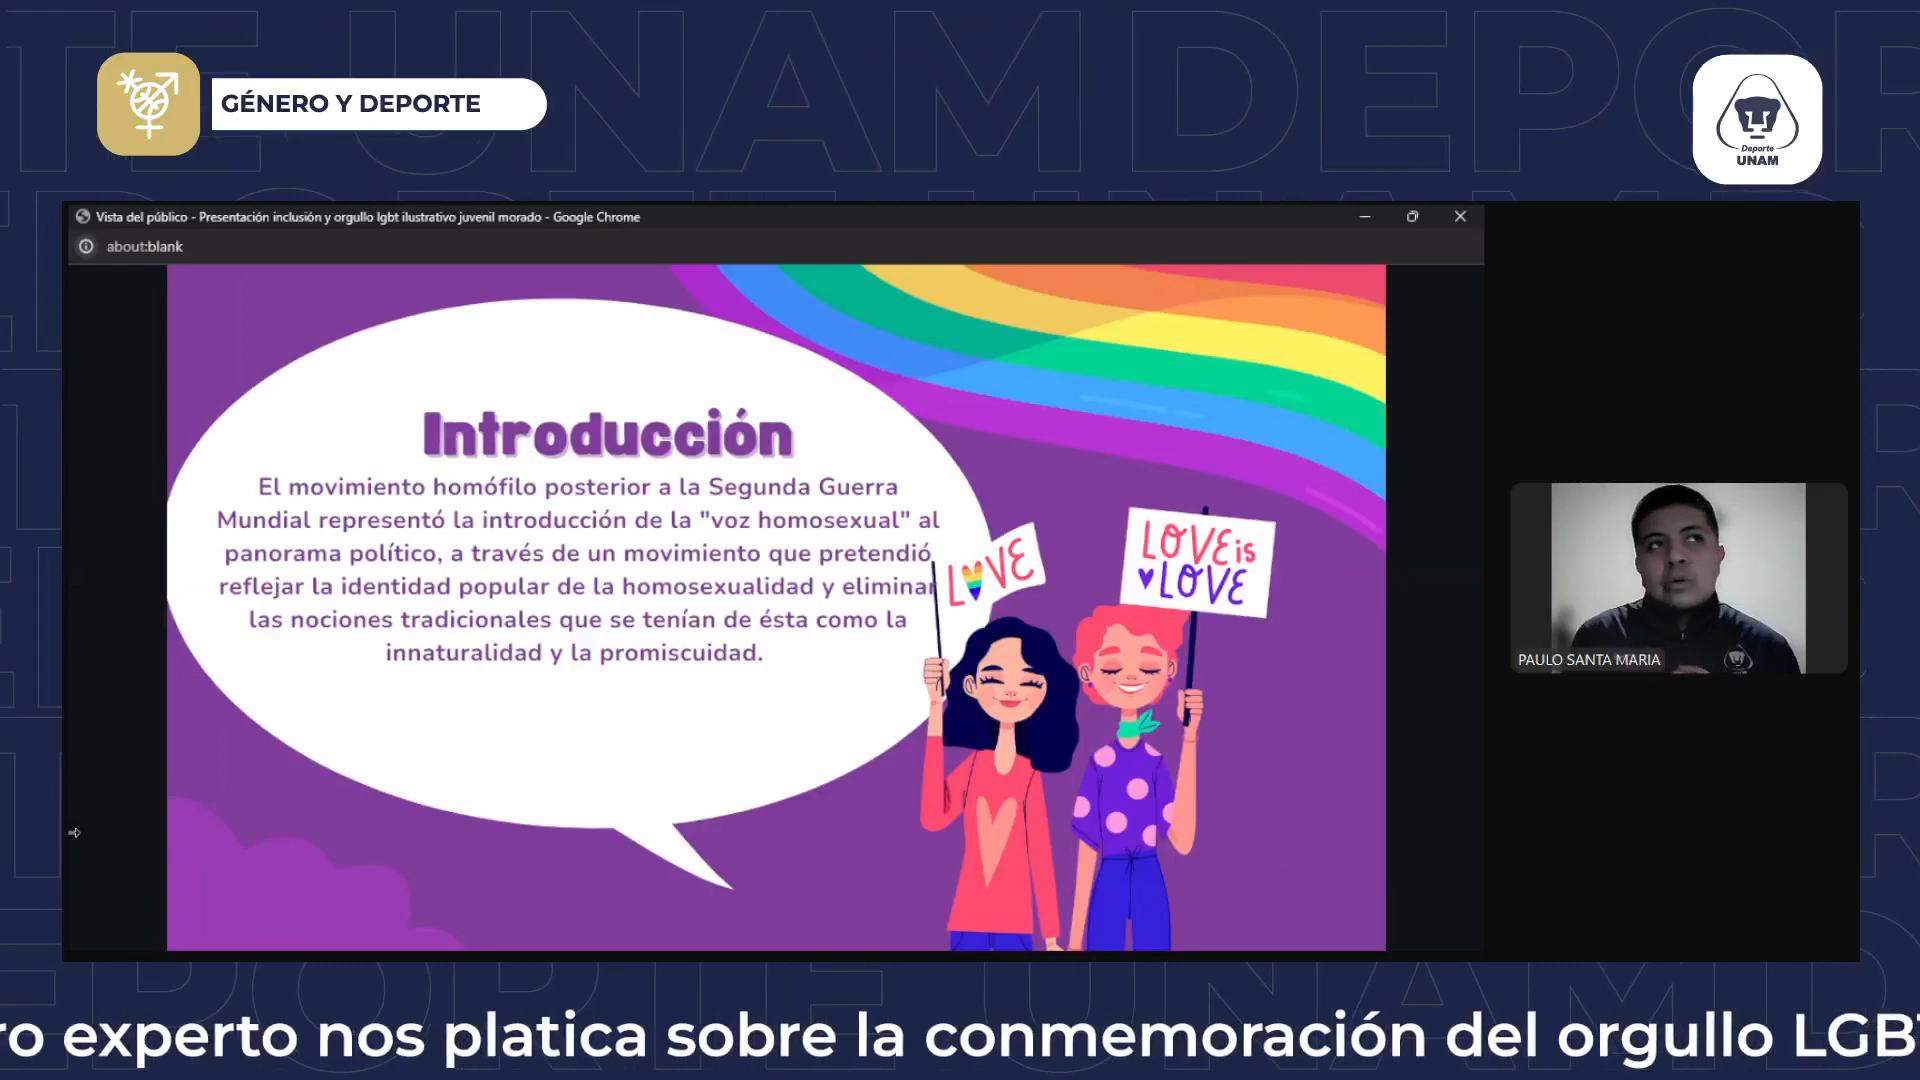 GÉNERO Y DEPORTE
Deporte
UNAM
Vista del público - Presentación inclusión y orgullo lgbt ilustrativo juvenil morado - Google Chrome
about:blank
Introducción
El movimiento homófilo posterior a la Segunda Guerra
Mundial representó la introducción de la "voz homosexual" al
panorama político, a través de un movimiento que pretendió
reflejar la identidad popular de la homosexualidad y eliminar
las nociones tradicionales que se tenían de ésta como la
innaturalidad y la promiscuidad.
LOVE
LOVE is
LOVE
PAULO SANTA MARIA
ro experto nos platica sobre la conmemoración del orgullo LGBT